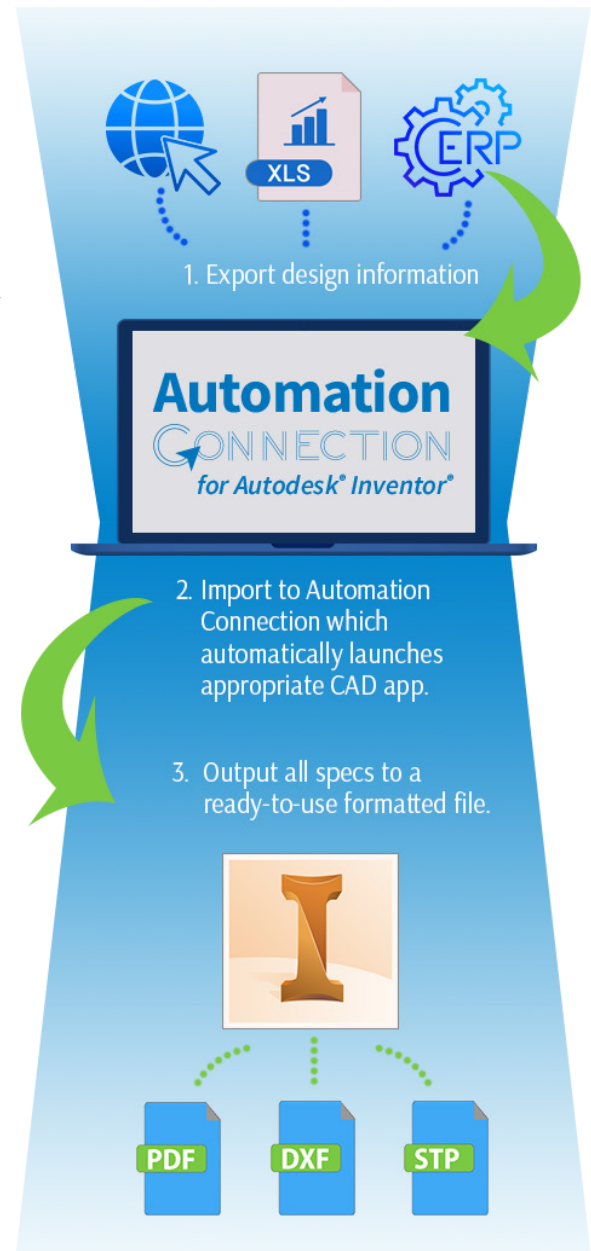 XLS
ERP
1. Export design information
Automation
CONNECTION
for Autodesk® Inventor®
2. Import to Automation
Connection which
automatically launches
appropriate CAD app.
3. Output all specs to a
ready-to-use formatted file.
PDF
DXF
STP